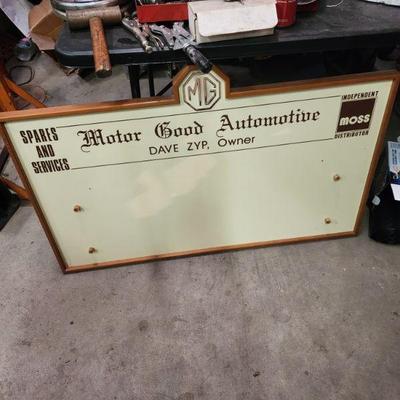 MG
SPARES
AND
SERVICES
Motor Good Automotive
DAVE ZYP, Owner
INDEPENDENT
MOSS
DISTRIBUTOR